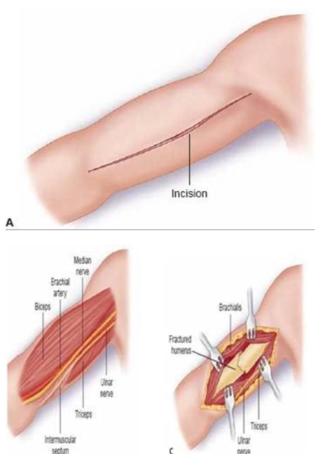 Incision
A
Median
nerve
Brachial
artery
Biceps
Ulnar
nerve
Triceps
Intermuscular
septum
Brachialis
Fractured
humerus
Triceps
Ulnar
nerve
C